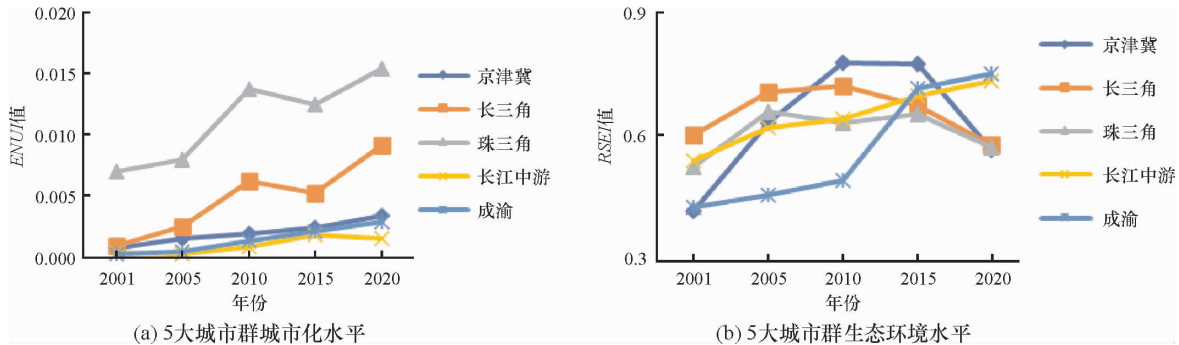 0.020
0.015
0.010
0.005
0.000
ENUI值
2001 2005 2010 2015 2020
年份
京津冀
长三角
珠三角
长江中游
成渝
(a) 5大城市群城市化水平
0.9
0.6
0.3
RSEI值
2001 2005 2010 2015 2020
年份
京津冀
长三角
珠三角
长江中游
成渝
(b) 5大城市群生态环境水平